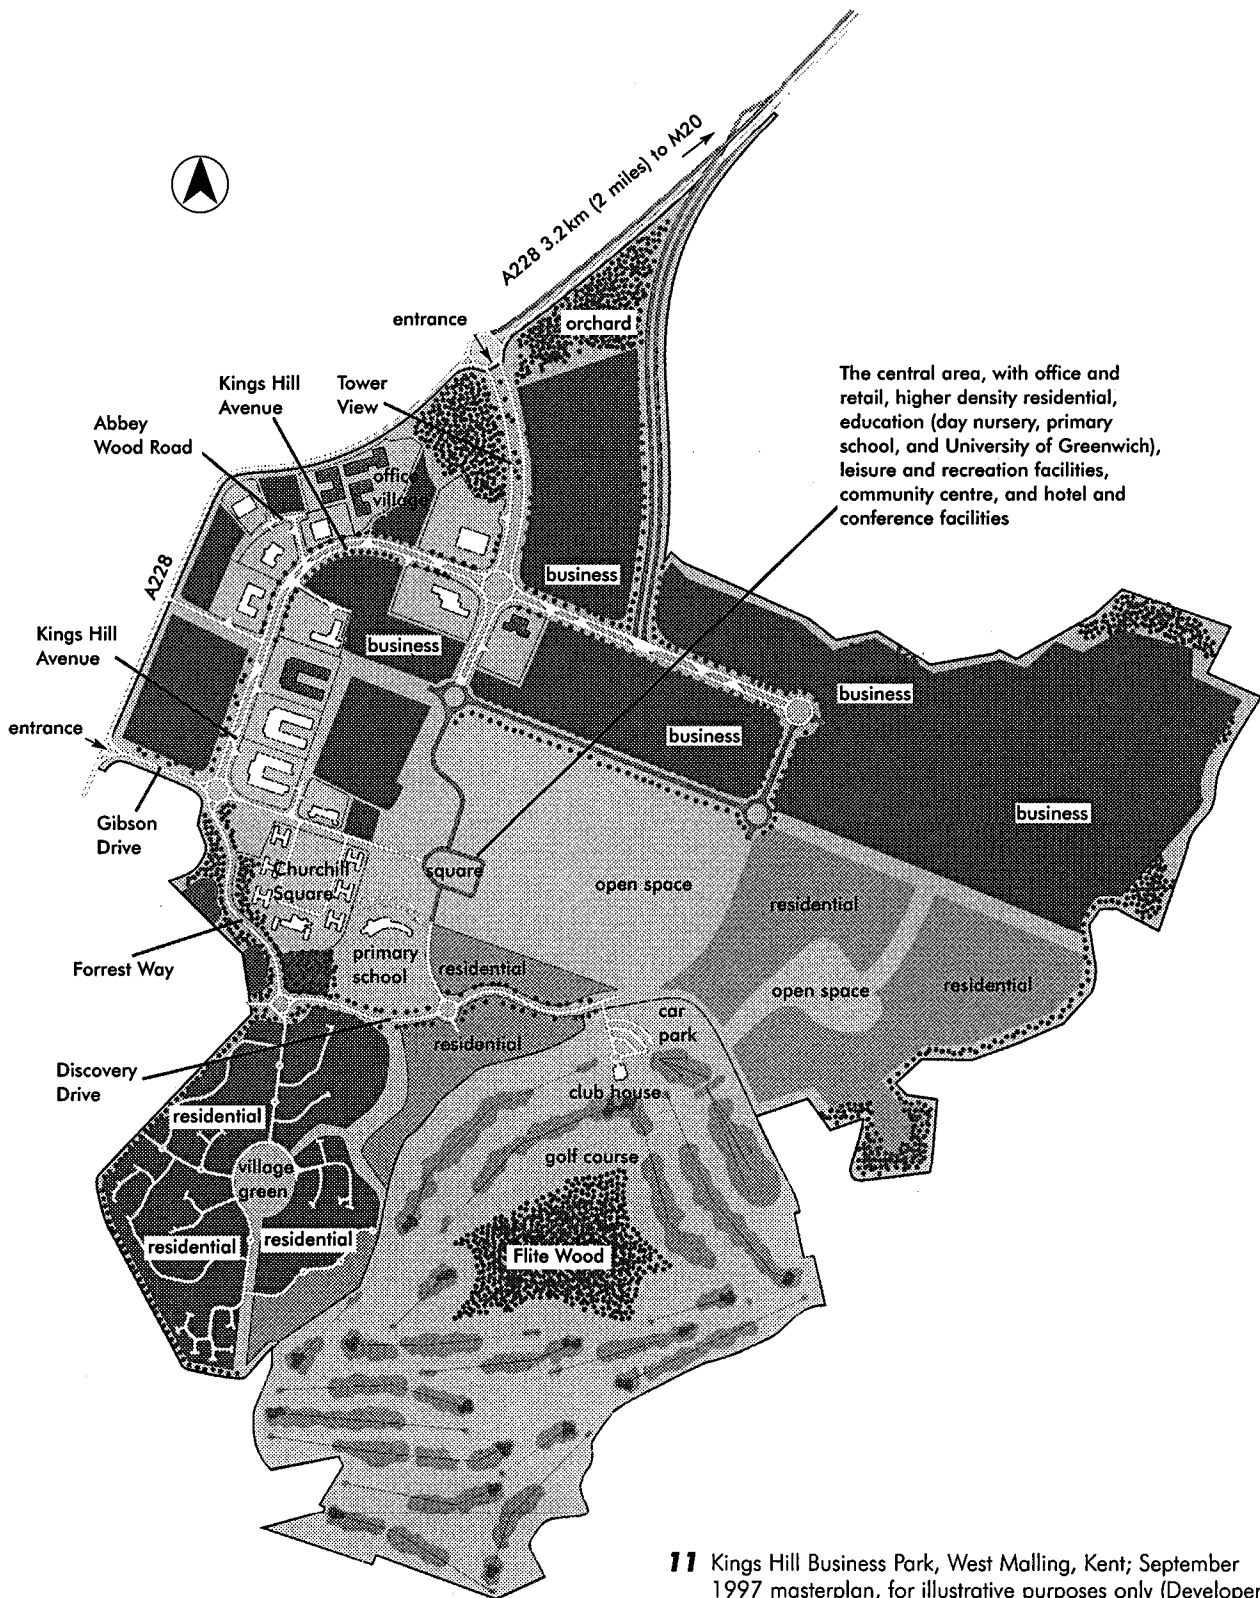 A228 3.2km (2 miles) to M20
entrance
orchard
Kings Hill
Avenue
Tower
View
Abbey
Wood Road
The central area, with office and
retail, higher density residential,
education (day nursery, primary
school, and University of Greenwich),
leisure and recreation facilities,
community centre, and hotel and
conference facilities
office
village
A228
business
Kings Hill
Avenue
business
business
business
entrance
business
Gibson
Drive
Churchill
Square
square
open space
residential
Forrest Way
primary
school
residential
open space
residential
car
park
residential
Discovery
Drive
club house
residential
golf course
village
green
residential
residential
Flite Wood
11 Kings Hill Business Park, West Malling, Kent; September
1997 masterplan, for illustrative purposes only (Developer